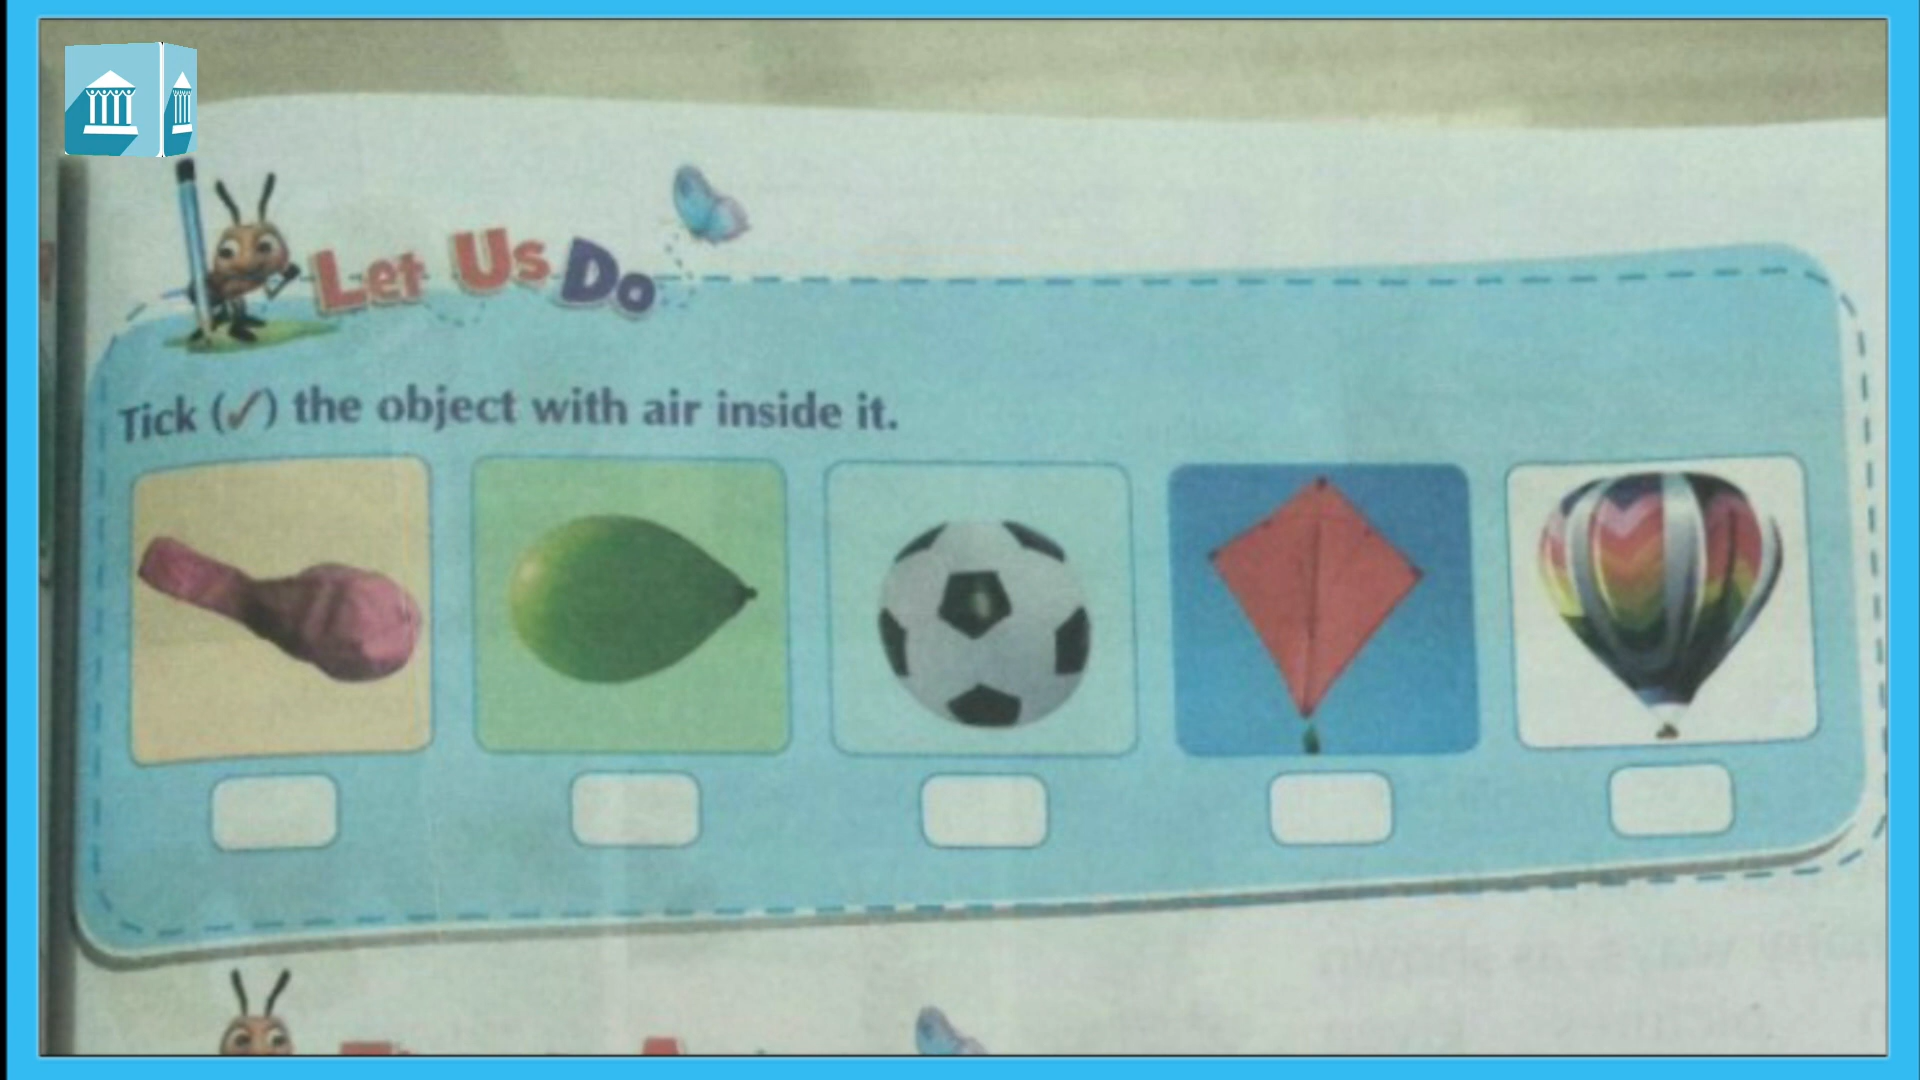 Let Us Do
Tick (✓) the object with air inside it.